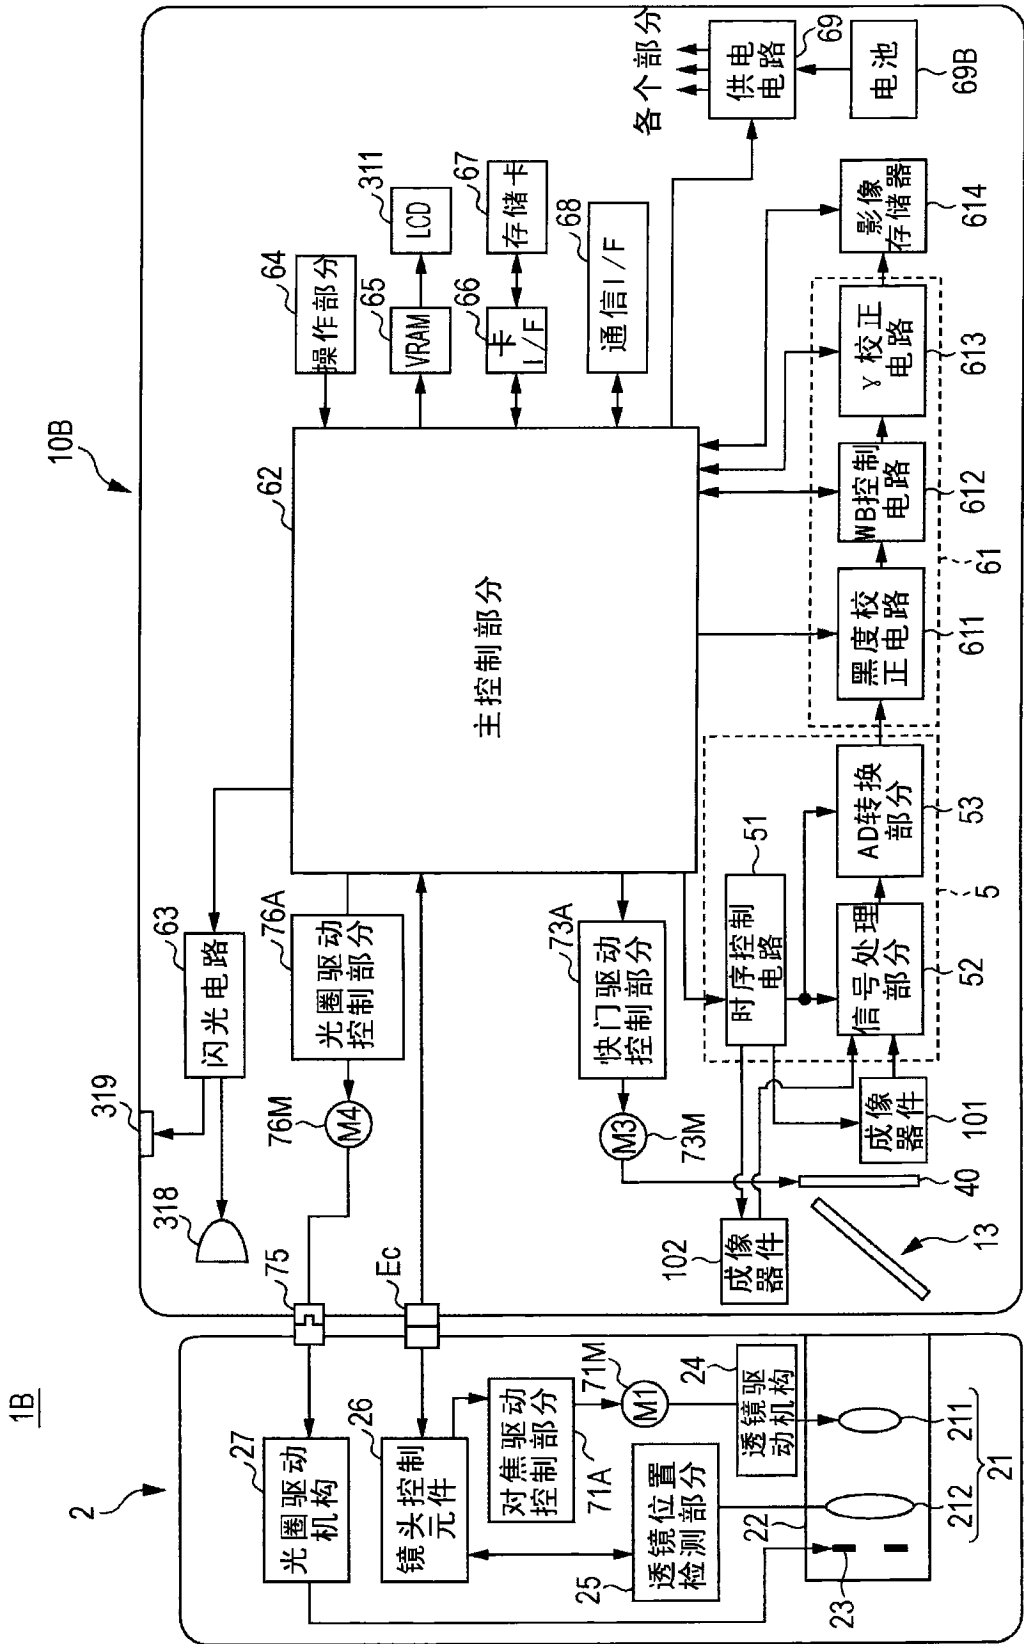 1B
10B
2
319
318
63
闪光电路
27
光圈驱动
机构
75
76M
M4
76A
光圈驱动
控制部分
62
主控制部分
64
操作部分
26
镜头控制
元件
Ec
65
VRAM
311
LCD
66
卡
I/F
67
存储卡
68
通信I/F
各个部分
69
供电
电路
电池
69B
对焦驱动
控制部分
71A
71M
M1
73A
快门驱动
控制部分
M3
73M
25
透镜位置
检测部分
24
透镜驱
动机构
102
成像
器件
51
时序控制
电路
22
23
212
211
21
13
40
成像
器件
101
信号处理
部分
52
AD转换
部分
53
5
黑度校
正电路
611
WB控制
电路
612
γ校正
电路
613
61
影像
存储器
614